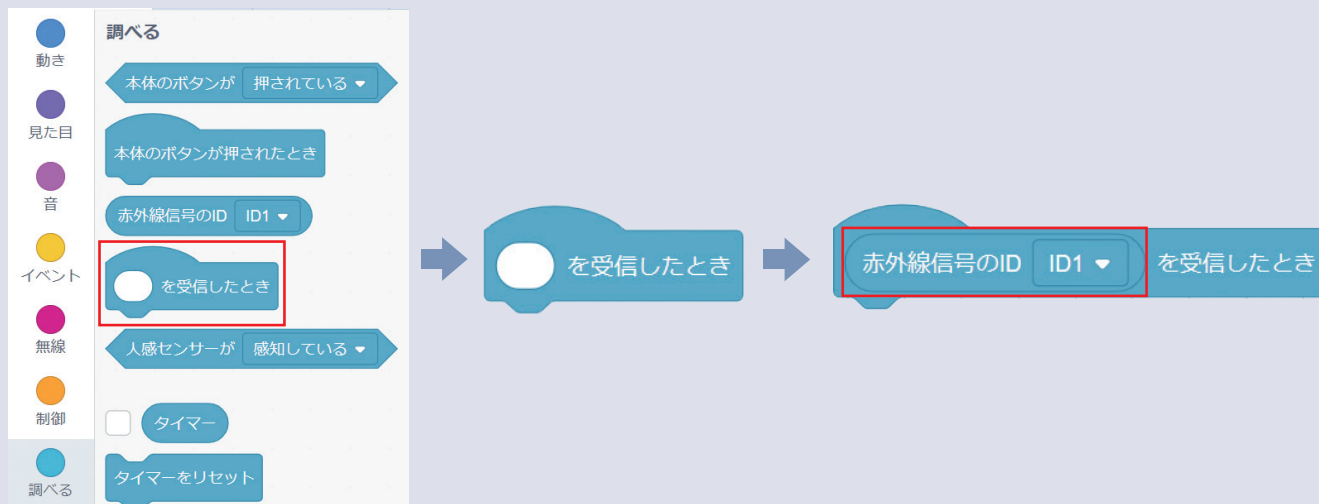 動き
見た目
音
イベント
無線
制御
調べる
調べる
本体のボタンが 押されている
本体のボタンが押されたとき
赤外線信号のID ID1
を受信したとき
人感センサーが 感知している
タイマー
タイマーをリセット
を受信したとき
赤外線信号のID ID1 を受信したとき